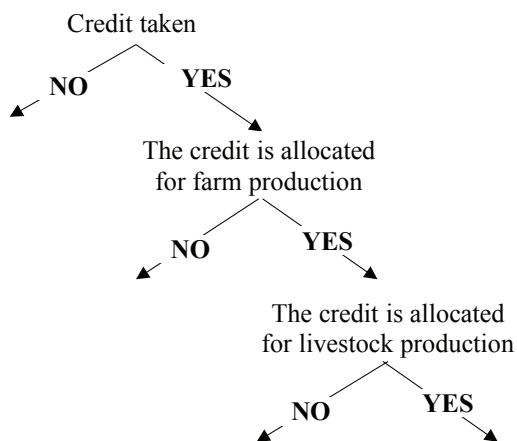 Credit taken
NO YES
The credit is allocated
for farm production
NO YES
The credit is allocated
for livestock production
NO YES